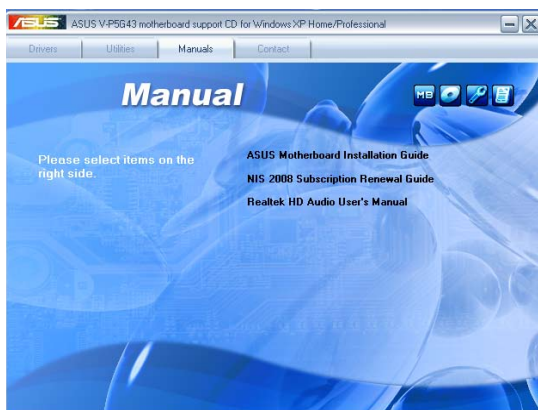 ASUS ASUS V-P5G43 motherboard support CD for Windows XP Home/Professional
Drivers Utilities Manuals Contact
Manual
MB
Please select items on the
right side.
ASUS Motherboard Installation Guide
NIS 2008 Subscription Renewal Guide
Realtek HD Audio User's Manual